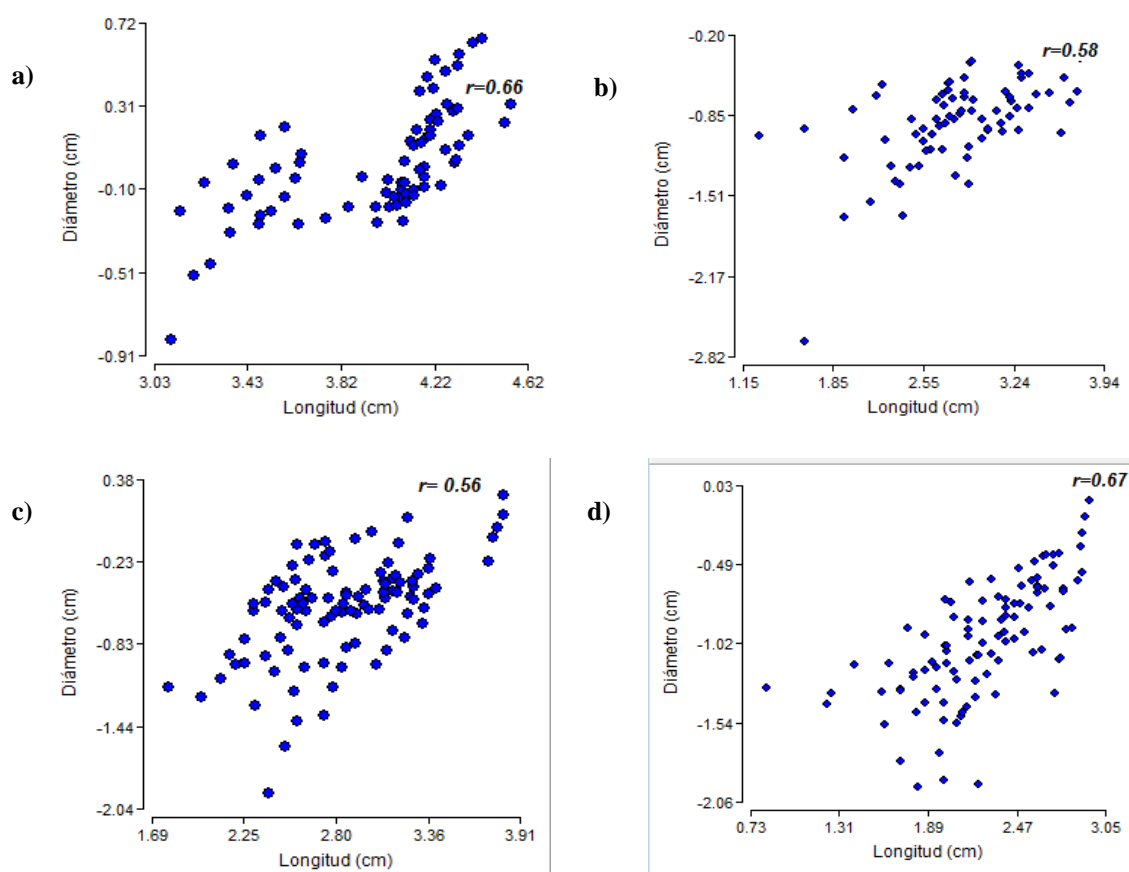 a)
0.72
0.31
-0.10
-0.51
-0.91
Diámetro (cm)
r=0.66
3.03 3.43 3.82 4.22 4.62
Longitud (cm)
b)
-0.20
-0.85
-1.51
-2.17
-2.82
Diámetro (cm)
r=0.58
1.15 1.85 2.55 3.24 3.94
Longitud (cm)
c)
0.38
-0.23
-0.83
-1.44
-2.04
Diámetro (cm)
r= 0.56
1.69 2.25 2.80 3.36 3.91
Longitud (cm)
d)
0.03
-0.49
-1.02
-1.54
-2.06
Diámetro (cm)
r=0.67
0.73 1.31 1.89 2.47 3.05
Longitud (cm)